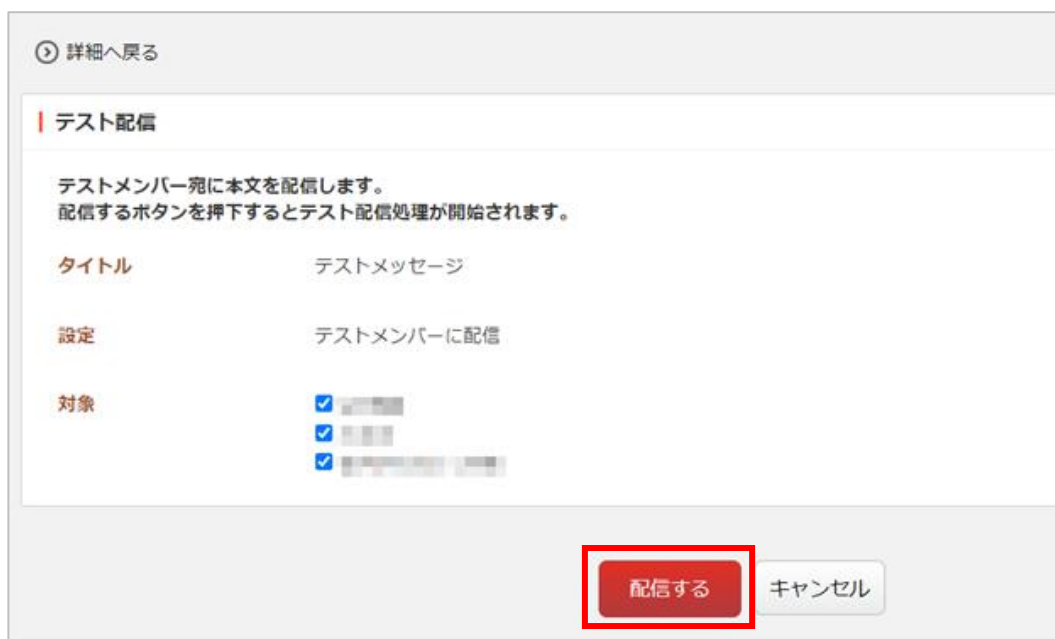 詳細へ戻る
テスト配信
テストメンバー宛に本文を配信します。
配信するボタンを押下するとテスト配信処理が開始されます。
タイトル テストメッセージ
設定 テストメンバーに配信
対象
配信する キャンセル